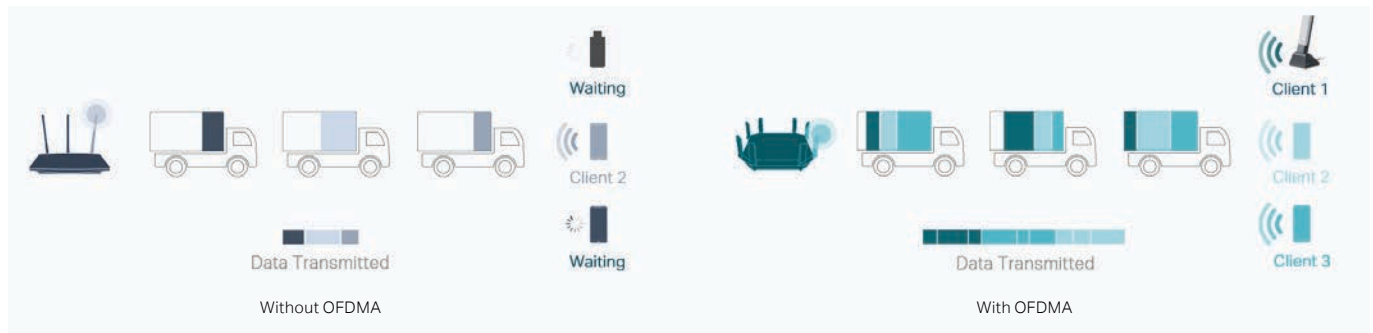 Waiting
Client 2
Waiting
Data Transmitted
Without OFDMA
Client 1
Client 2
Client 3
Data Transmitted
With OFDMA